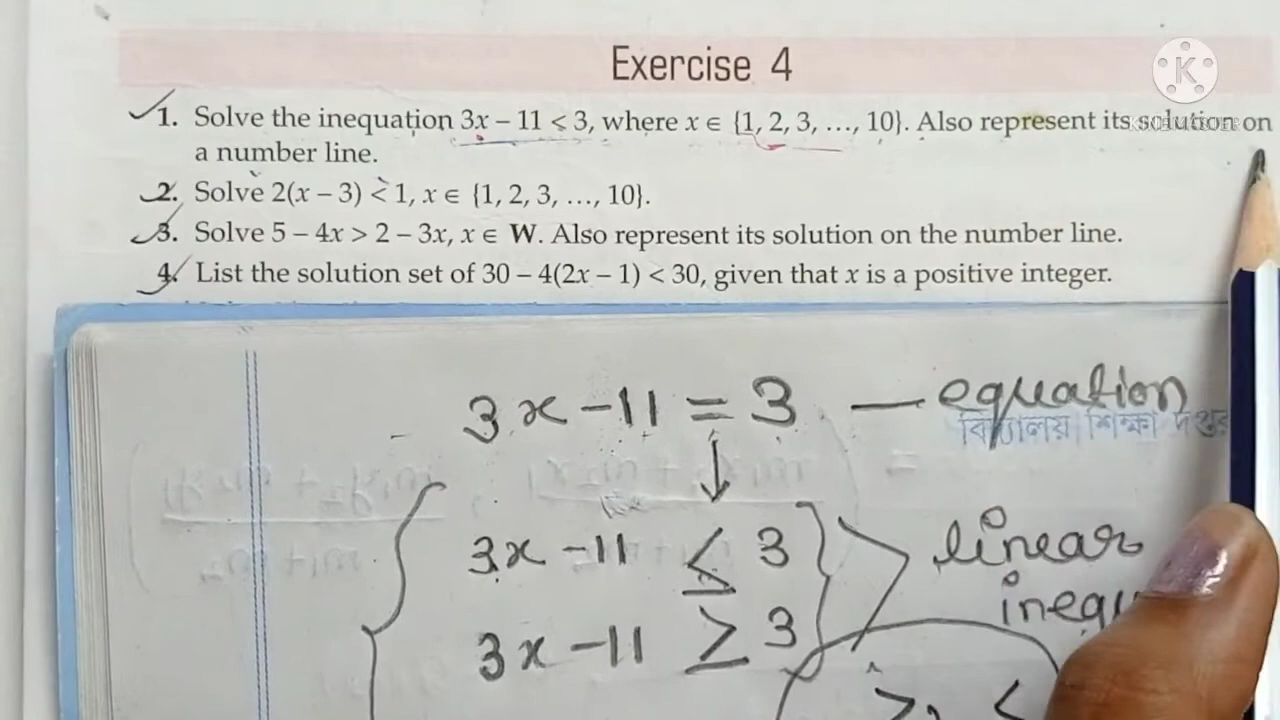 Exercise 4
K
1. Solve the inequation 3x – 11 < 3, where x ∈ {1, 2, 3, ..., 10}. Also represent its solution on
a number line.
2. Solve 2(x – 3) < 1, x ∈ {1, 2, 3, ..., 10}.
3. Solve 5 – 4x > 2 – 3x, x ∈ W. Also represent its solution on the number line.
4. List the solution set of 30 – 4(2x – 1) < 30, given that x is a positive integer.
3x - 11 = 3 — equation
বিদ্যালয় শিক্ষা
3x - 11 ≤ 3
linear
3x - 11 ≥ 3
inequ
>, <